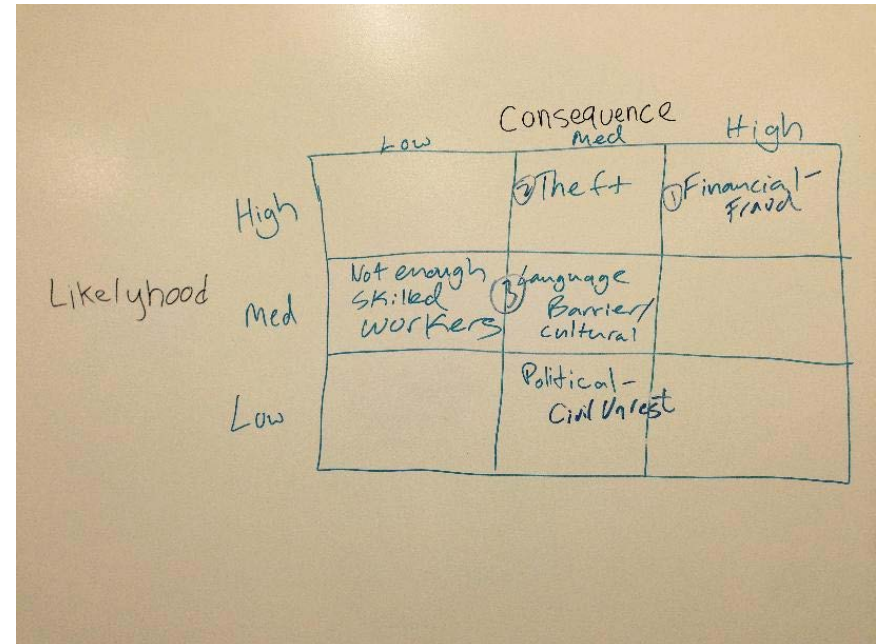 Consequence
Low Med High
High ② Theft ① Financial-
Fraud
Likelyhood
Med Not enough
skilled
workers
③ Language
Barrier/
cultural
Low Political-
Civil Unrest